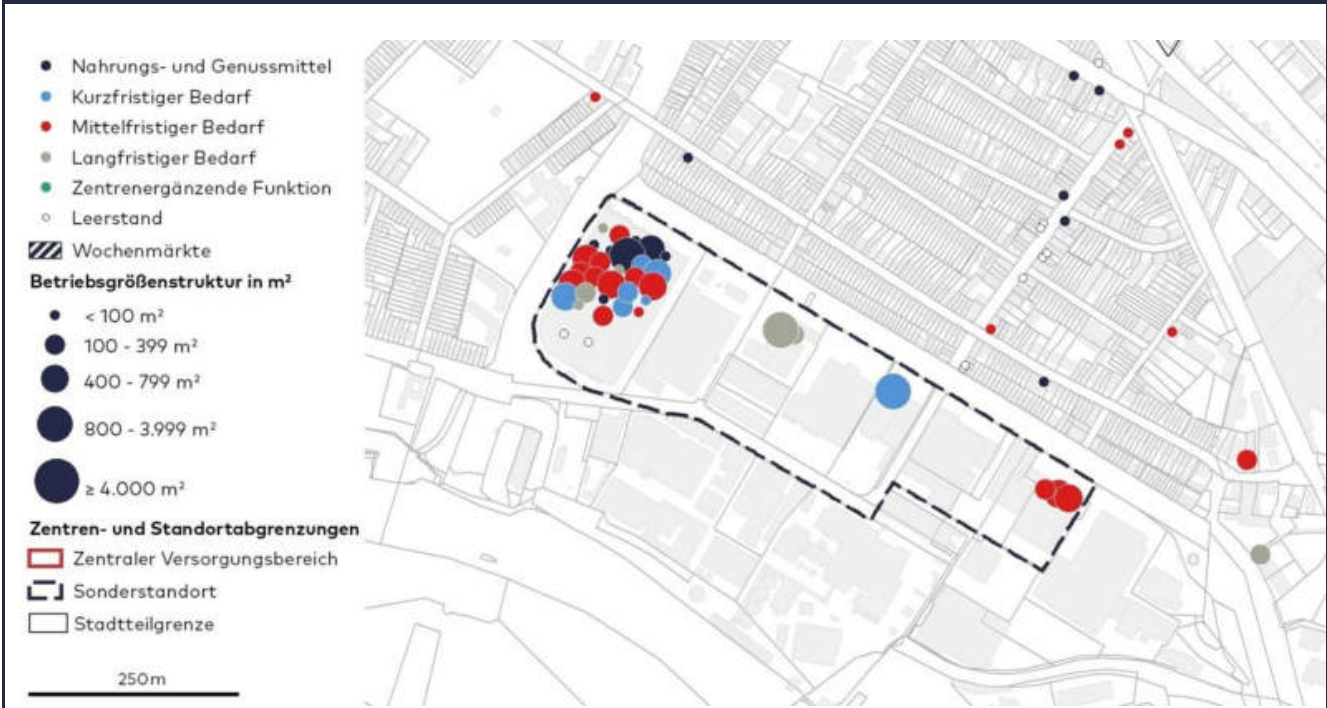 Nahrungs- und Genussmittel
Kurzfristiger Bedarf
Mittelfristiger Bedarf
Langfristiger Bedarf
Zentrenergänzende Funktion
Leerstand
Wochenmärkte
Betriebsgrößenstruktur in m²
< 100 m²
100 - 399 m²
400 - 799 m²
800 - 3.999 m²
≥ 4.000 m²
Zentren- und Standortabgrenzungen
Zentraler Versorgungsbereich
Sonderstandort
Stadtteilgrenze
250m